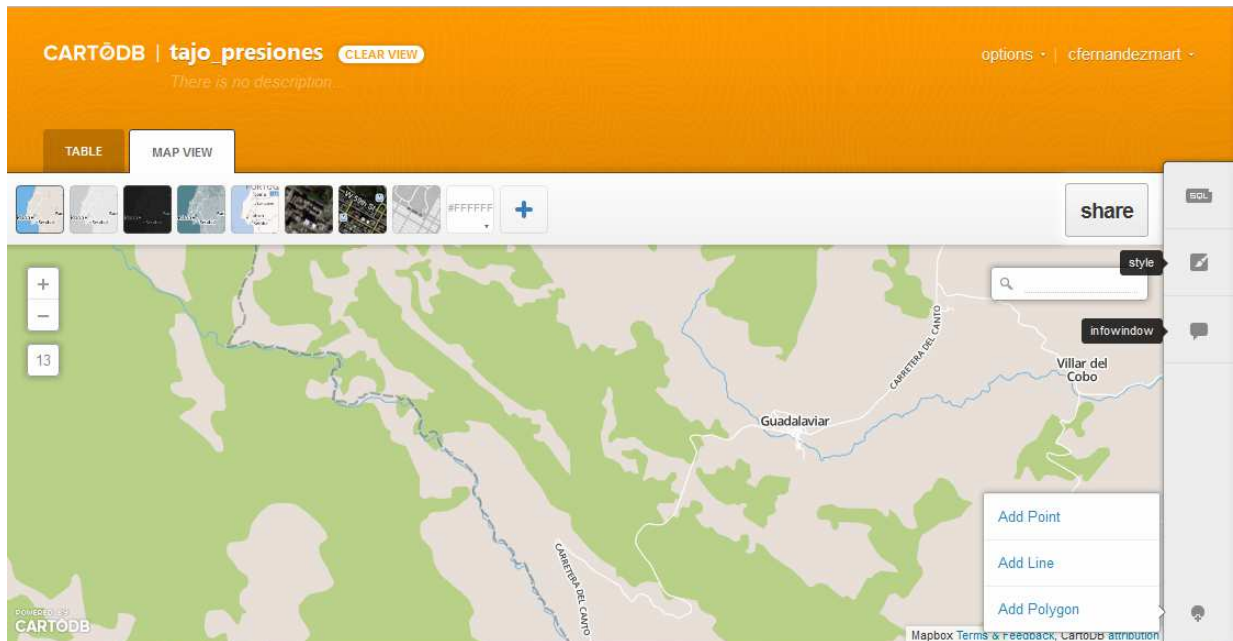 CARTODB | tajo_presiones CLEAR VIEW
There is no description...
options
cfernandezmart
TABLE
MAP VIEW
#FFFFFF
+
share
SQL
style
infowindow
+
−
13
CARRETERA DEL CANTO
Villar del
Cobo
Guadalaviar
CARRETERA DEL CANTO
Add Point
Add Line
Add Polygon
POWERED BY
CARTODB
Mapbox Terms & Feedback, CartoDB attribution